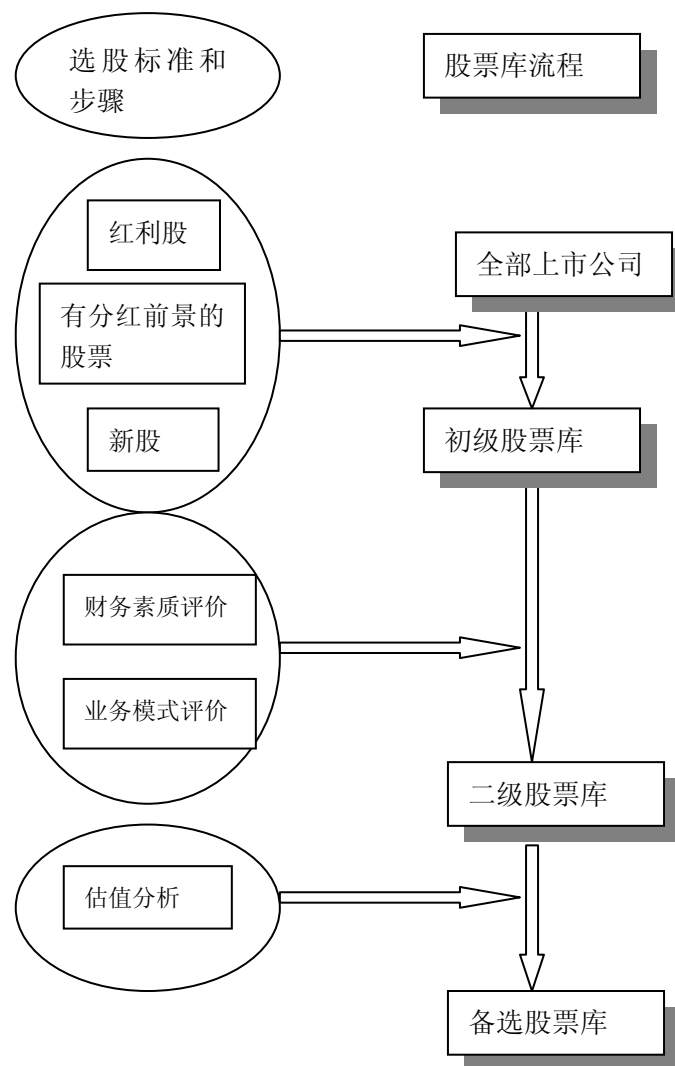 选股标准和
步骤
股票库流程
红利股
全部上市公司
有分红前景的
股票
新股
初级股票库
财务素质评价
业务模式评价
二级股票库
估值分析
备选股票库